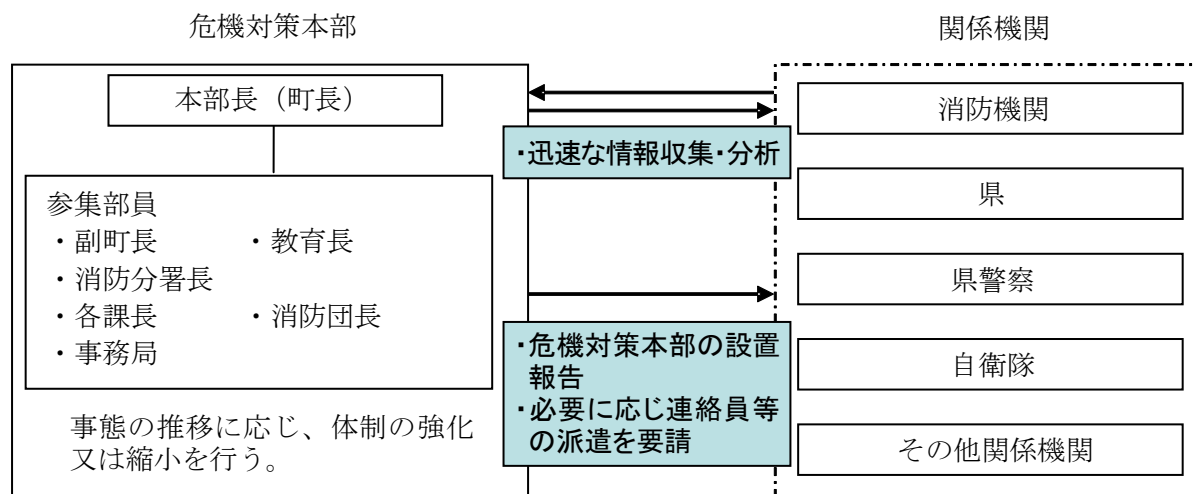 危機対策本部
関係機関
本部長（町長）
参集部員
・副町長　　　・教育長
・消防分署長
・各課長　　　・消防団長
・事務局
事態の推移に応じ、体制の強化
又は縮小を行う。
・迅速な情報収集・分析
・危機対策本部の設置
報告
・必要に応じ連絡員等
の派遣を要請
消防機関
県
県警察
自衛隊
その他関係機関